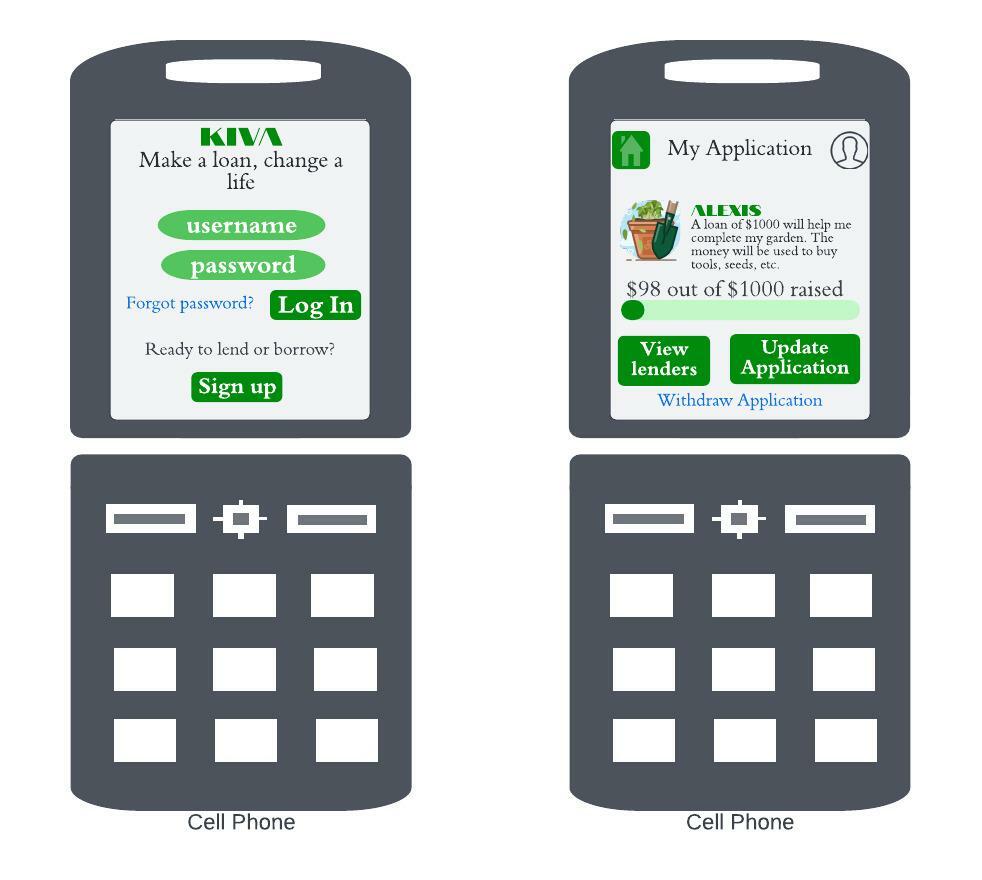 KIVA
Make a loan, change a
life
username
password
Forgot password?
Log In
Ready to lend or borrow?
Sign up
Cell Phone
My Application
ALEXIS
A loan of $1000 will help me
complete my garden. The
money will be used to buy
tools, seeds, etc.
$98 out of $1000 raised
View
lenders
Update
Application
Withdraw Application
Cell Phone